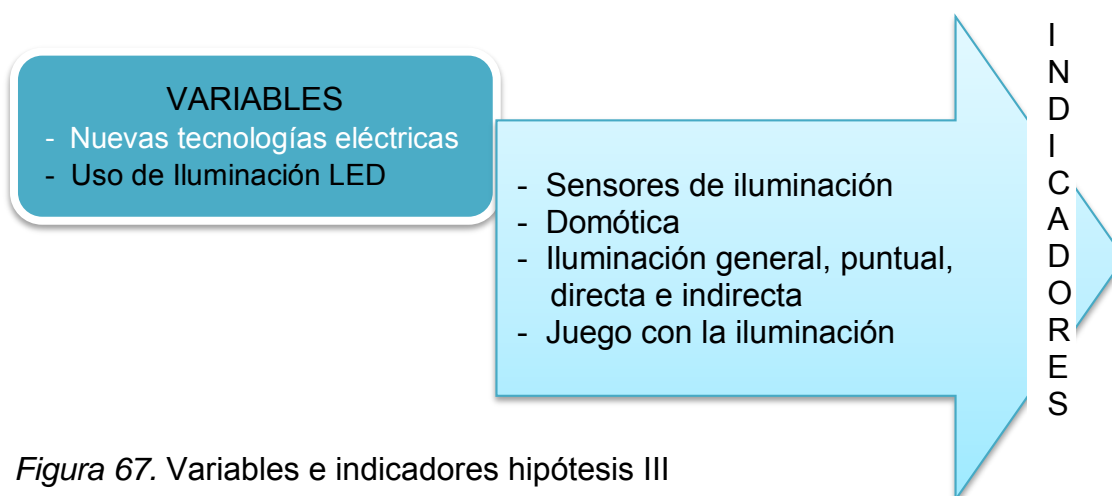 VARIABLES
- Nuevas tecnologías eléctricas
- Uso de Iluminación LED
- Sensores de iluminación
- Domótica
- Iluminación general, puntual,
directa e indirecta
- Juego con la iluminación
INDICADORES
Figura 67. Variables e indicadores hipótesis III